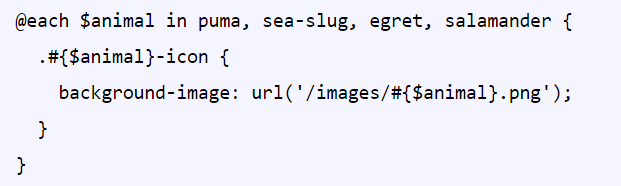 @each $animal in puma, sea-slug, egret, salamander {
  .#{$animal}-icon {
    background-image: url('/images/#{$animal}.png');
  }
}